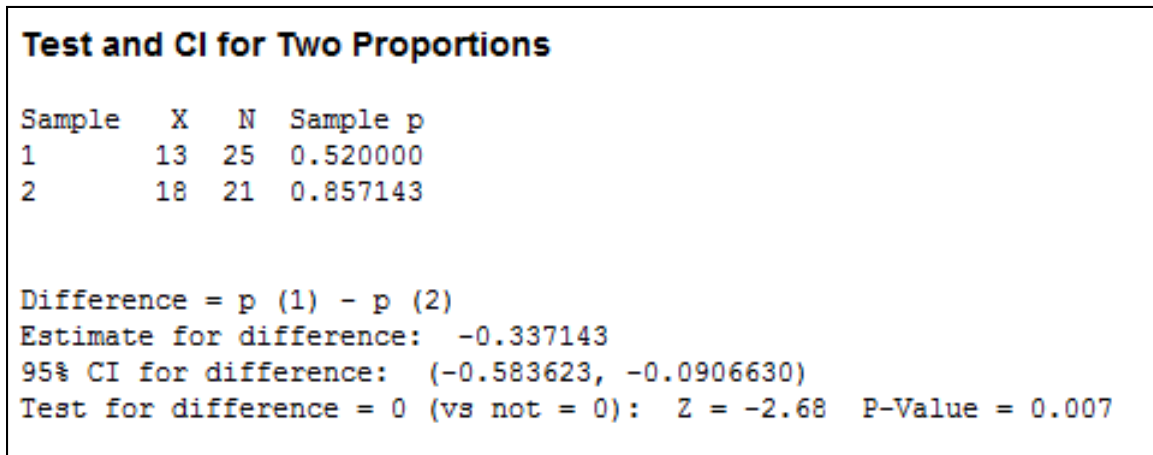 Test and CI for Two Proportions
Sample X N Sample p
1 13 25 0.520000
2 18 21 0.857143
Difference = p (1) - p (2)
Estimate for difference: -0.337143
95% CI for difference: (-0.583623, -0.0906630)
Test for difference = 0 (vs not = 0): Z = -2.68 P-Value = 0.007